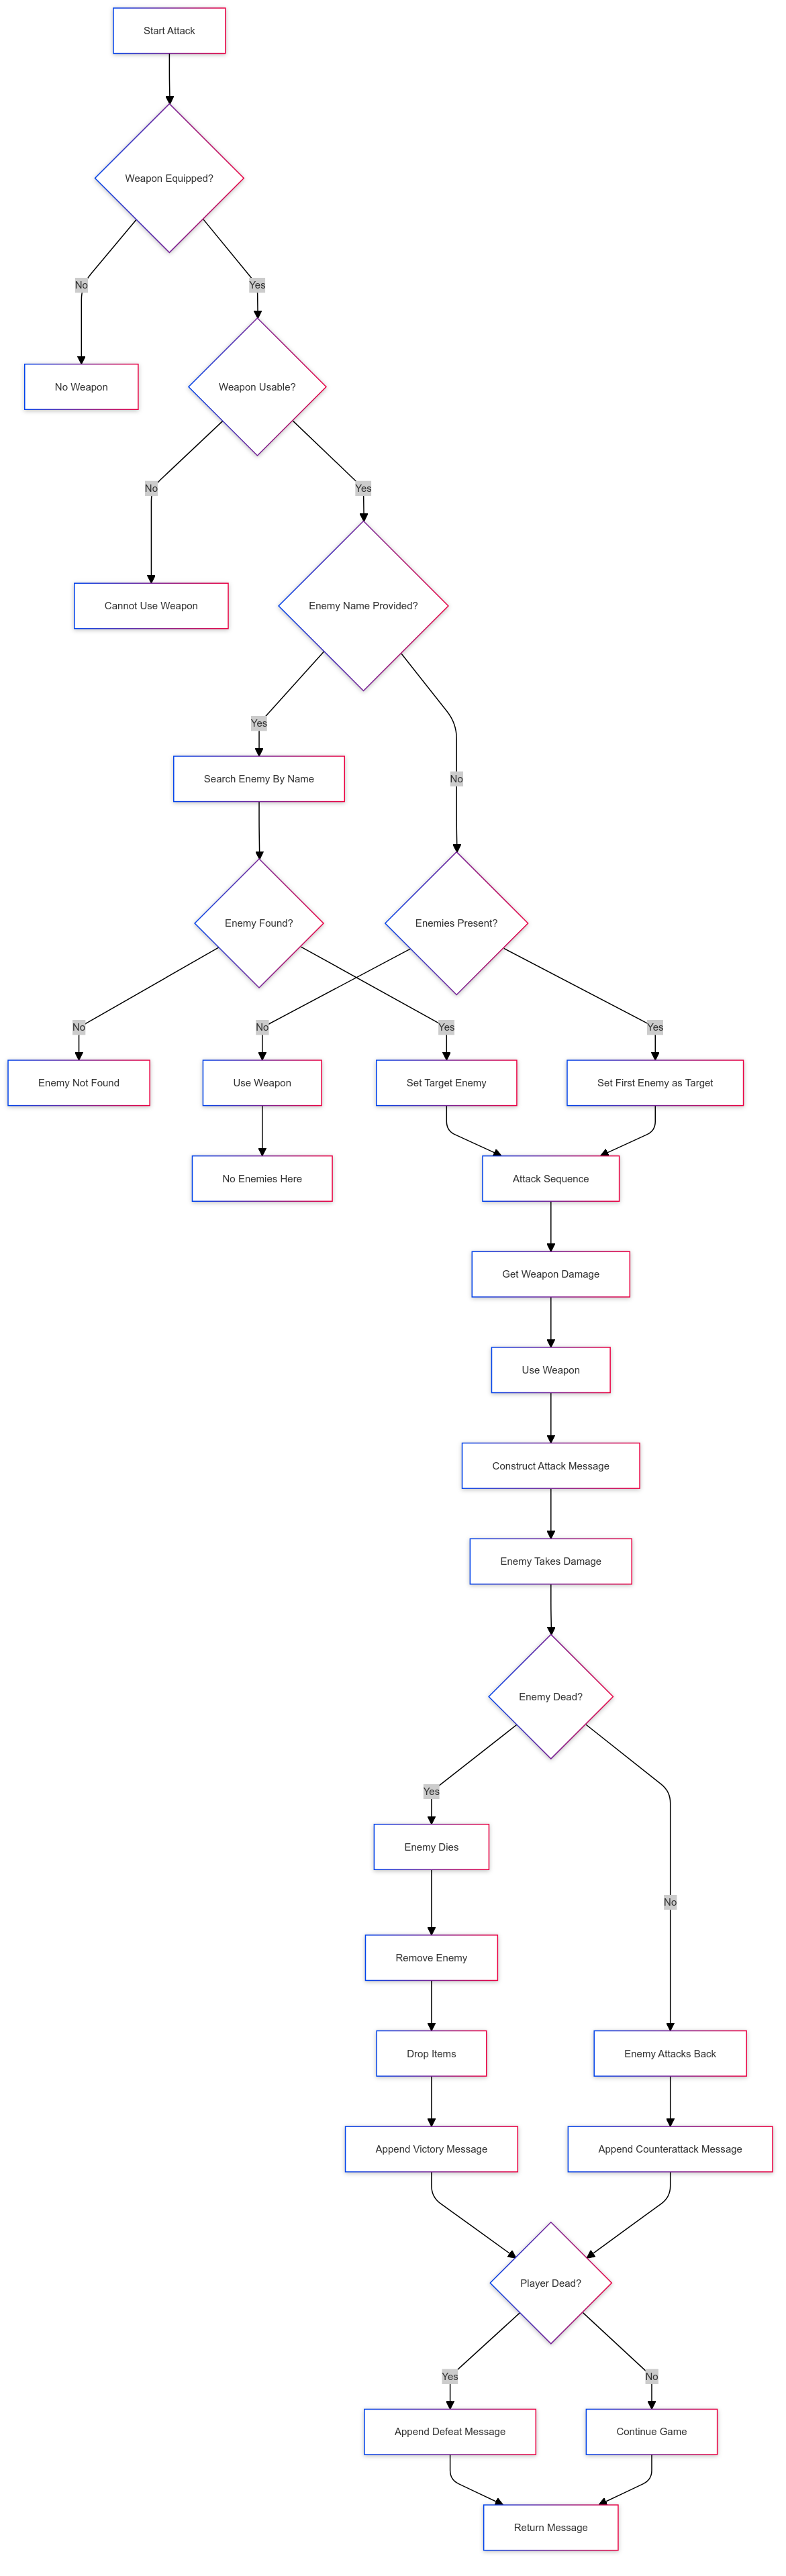 Start Attack
Weapon Equipped?
No
Yes
No Weapon
Weapon Usable?
No
Yes
Cannot Use Weapon
Enemy Name Provided?
Yes
Search Enemy By Name
No
Enemy Found?
Enemies Present?
No
No
Yes
Yes
Enemy Not Found
Use Weapon
Set Target Enemy
Set First Enemy as Target
No Enemies Here
Attack Sequence
Get Weapon Damage
Use Weapon
Construct Attack Message
Enemy Takes Damage
Enemy Dead?
Yes
Enemy Dies
No
Remove Enemy
Drop Items
Enemy Attacks Back
Append Victory Message
Append Counterattack Message
Player Dead?
Yes
No
Append Defeat Message
Continue Game
Return Message